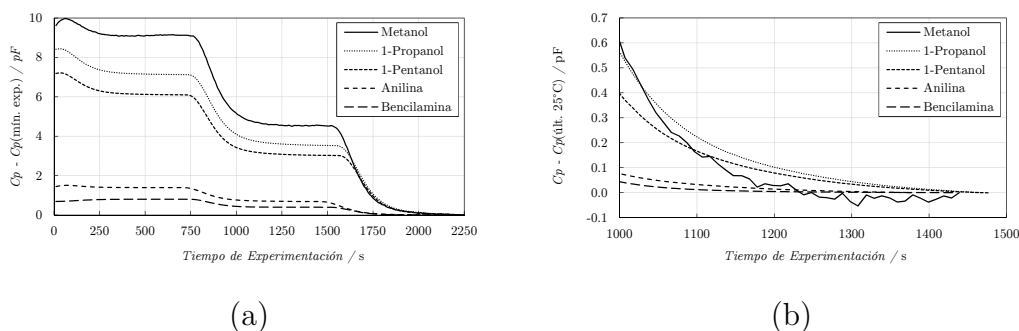 10
8
6
4
2
0
0 250 500 750 1000 1250 1500 1750 2000 2250
Cp - Cp(mín. exp.) / pF
Tiempo de Experimentación / s
Metanol
1-Propanol
1-Pentanol
Anilina
Bencilamina
(a)
0.7
0.6
0.5
0.4
0.3
0.2
0.1
0.0
-0.1
1000 1100 1200 1300 1400 1500
Cp - Cp(últ. 25°C) / pF
Tiempo de Experimentación / s
Metanol
1-Propanol
1-Pentanol
Anilina
Bencilamina
(b)